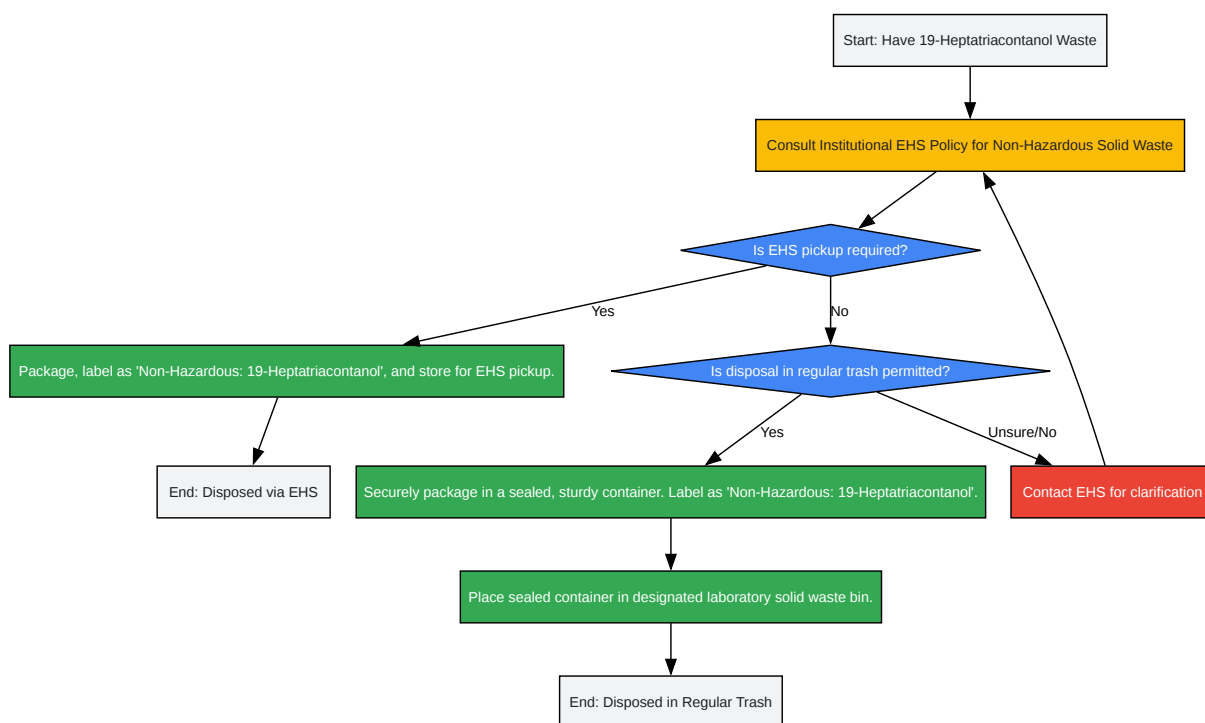 Start: Have 19-Heptatriacontanol Waste
Consult Institutional EHS Policy for Non-Hazardous Solid Waste
Is EHS pickup required?
Yes
No
Package, label as 'Non-Hazardous: 19-Heptatriacontanol', and store for EHS pickup.
Is disposal in regular trash permitted?
Yes
Unsure/No
End: Disposed via EHS
Securely package in a sealed, sturdy container. Label as 'Non-Hazardous: 19-Heptatriacontanol'.
Contact EHS for clarification
Place sealed container in designated laboratory solid waste bin.
End: Disposed in Regular Trash